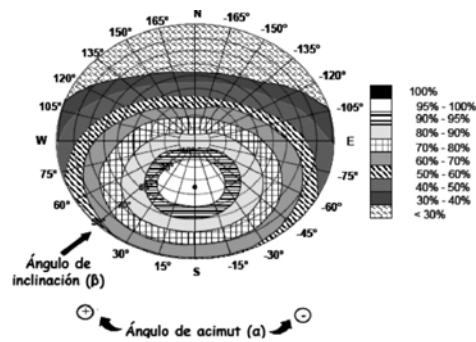 N
165° -165°
150° -150°
135° -135°
120° -120°
105° -105°
W E
75° -75°
60° -60°
-45°
30° -30°
15° -15°
S
100%
95% - 100%
90% - 95%
80% - 90%
70% - 80%
60% - 70%
50% - 60%
40% - 50%
30% - 40%
< 30%
Ángulo de
inclinación (β)
+ Ángulo de acimut (α) -